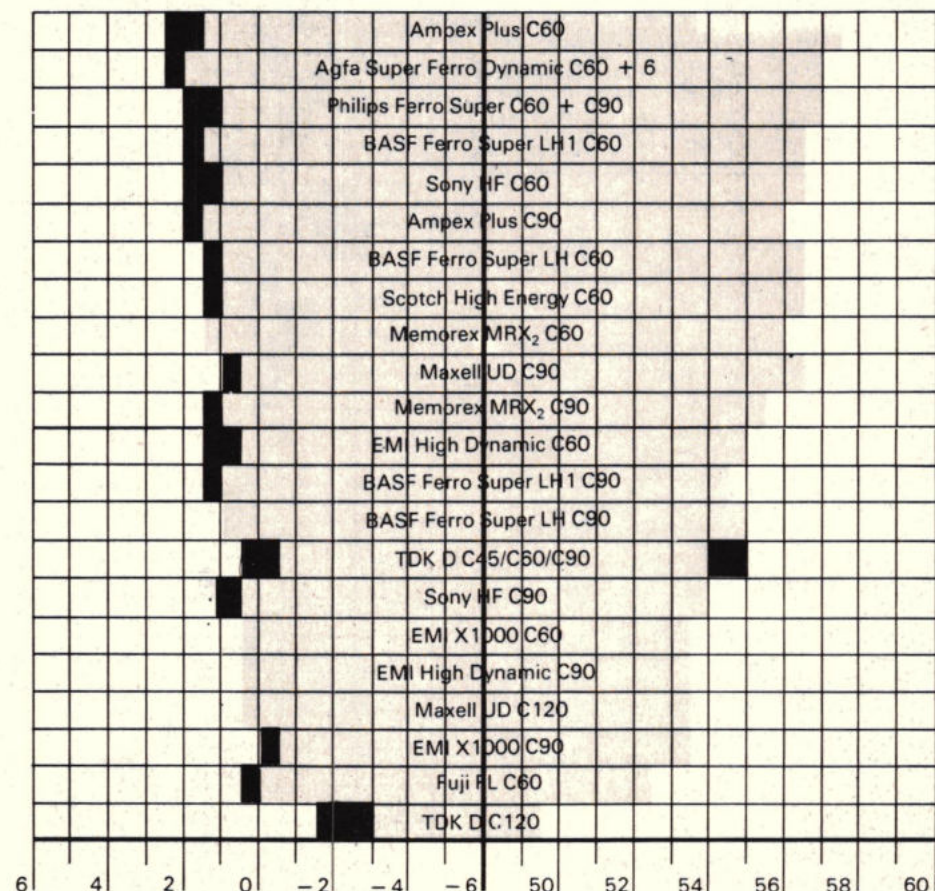 Ampex Plus C60
Agfa Super Ferro Dynamic C60 + 6
Philips Ferro Super C60 + C90
BASF Ferro Super LH1 C60
Sony HF C60
Ampex Plus C90
BASF Ferro Super LH C60
Scotch High Energy C60
Memorex MRX₂ C60
Maxell UD C90
Memorex MRX₂ C90
EMI High Dynamic C60
BASF Ferro Super LH1 C90
BASF Ferro Super LH C90
TDK D C45/C60/C90
Sony HF C90
EMI X1000 C60
EMI High Dynamic C90
Maxell UD C120
EMI X1000 C90
Fuji FL C60
TDK D C120
6 4 2 0 −2 −4 −6 50 52 54 56 58 60